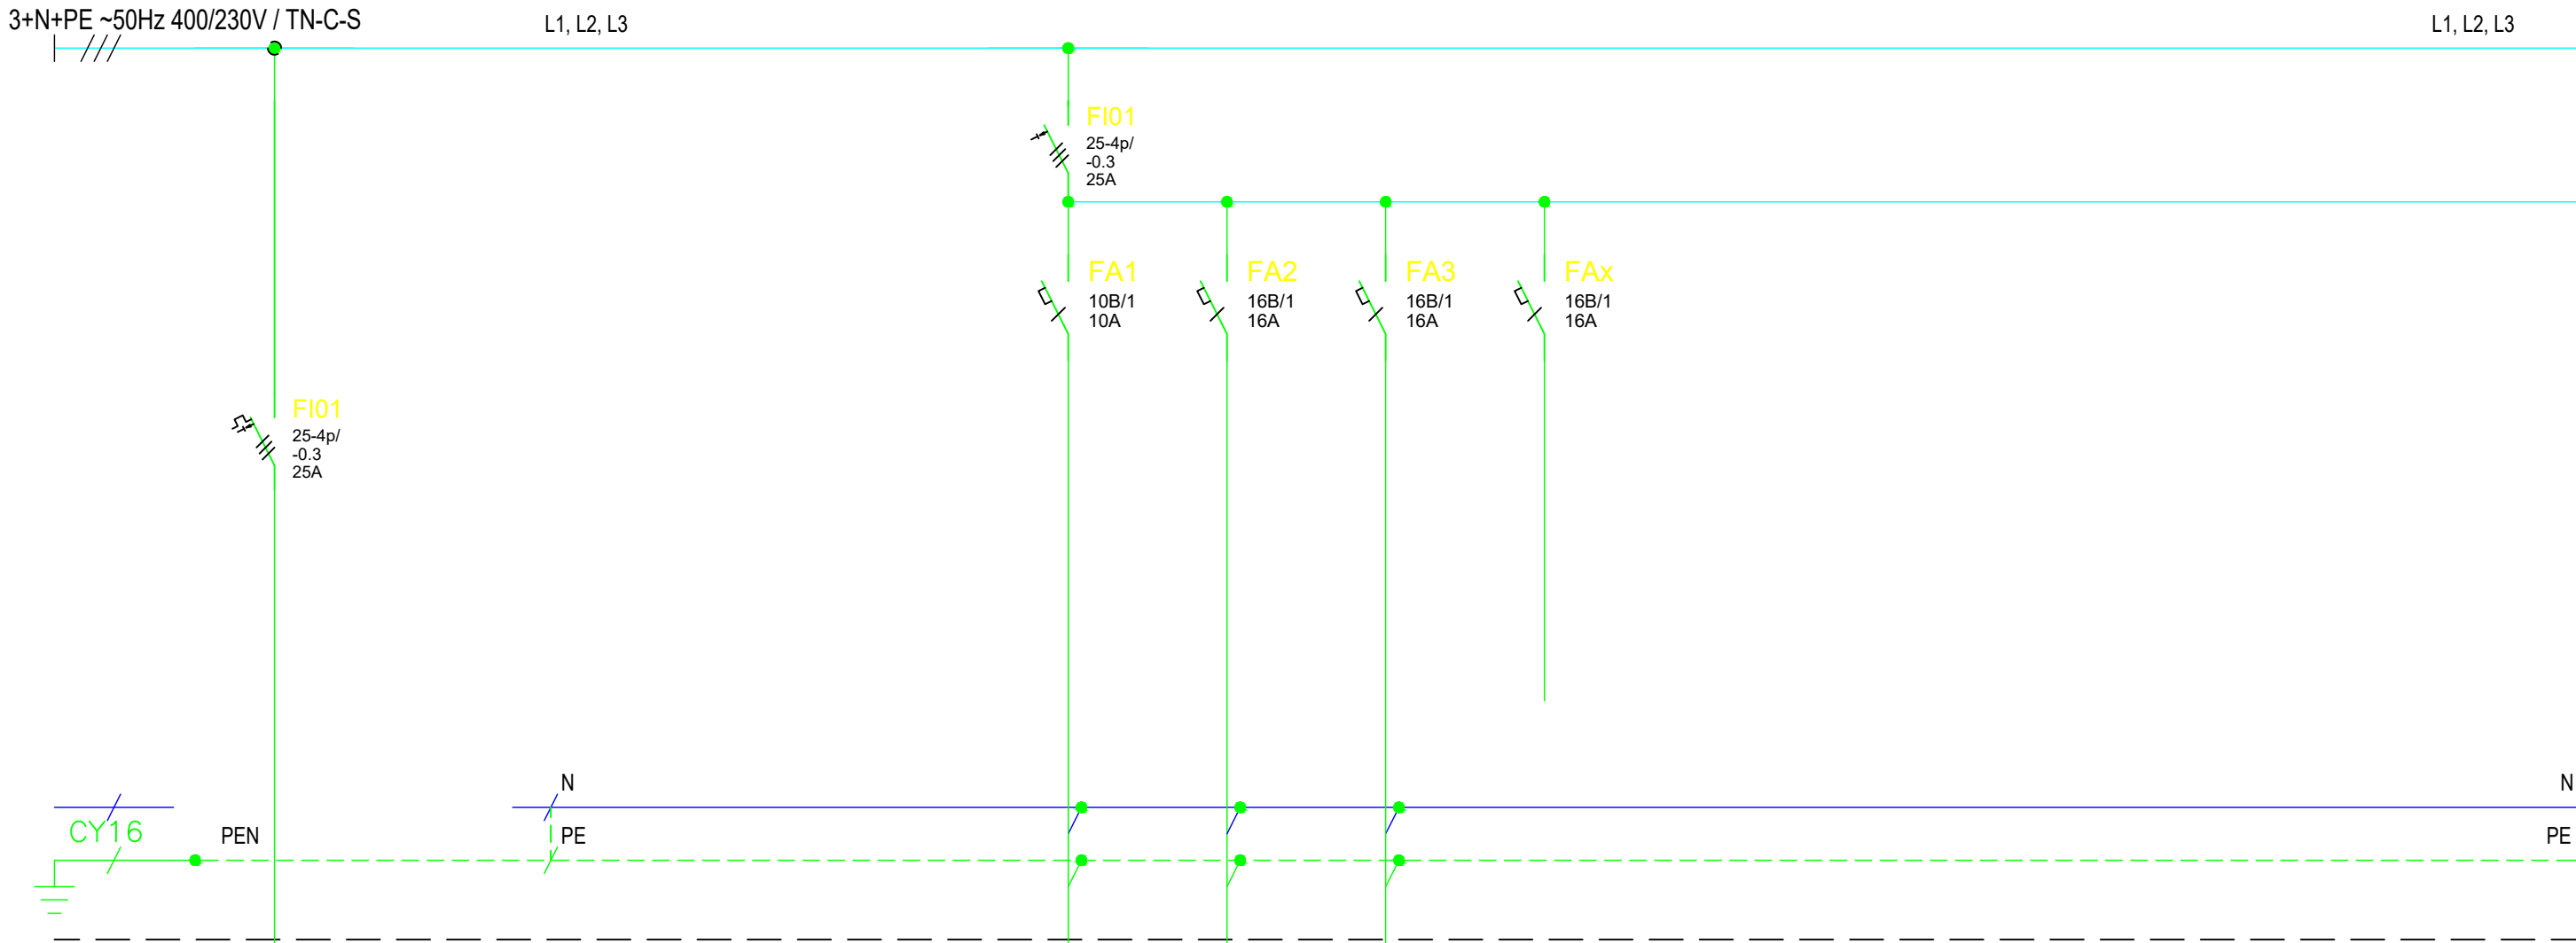 3+N+PE ~50Hz 400/230V / TN-C-S
L1, L2, L3
L1, L2, L3
FI01
25-4p/
-0.3
25A
FA1
10B/1
10A
FA2
16B/1
16A
FA3
16B/1
16A
FAx
16B/1
16A
FI01
25-4p/
-0.3
25A
N
N
CY16
PEN
PE
PE